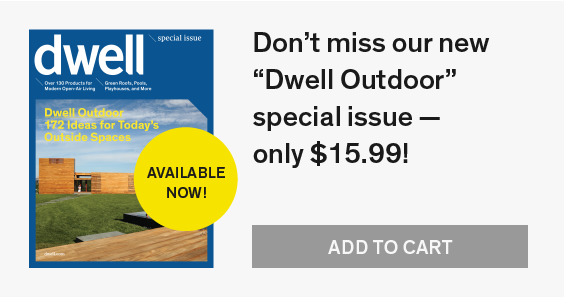 special issue
dwell
Over 130 Products for
Modern Open-Air Living
Green Roofs, Pools,
Playhouses, and More
Dwell Outdoor
172 Ideas for Today's
Outside Spaces
AVAILABLE
NOW!
Don’t miss our new
“Dwell Outdoor”
special issue —
only $15.99!
ADD TO CART